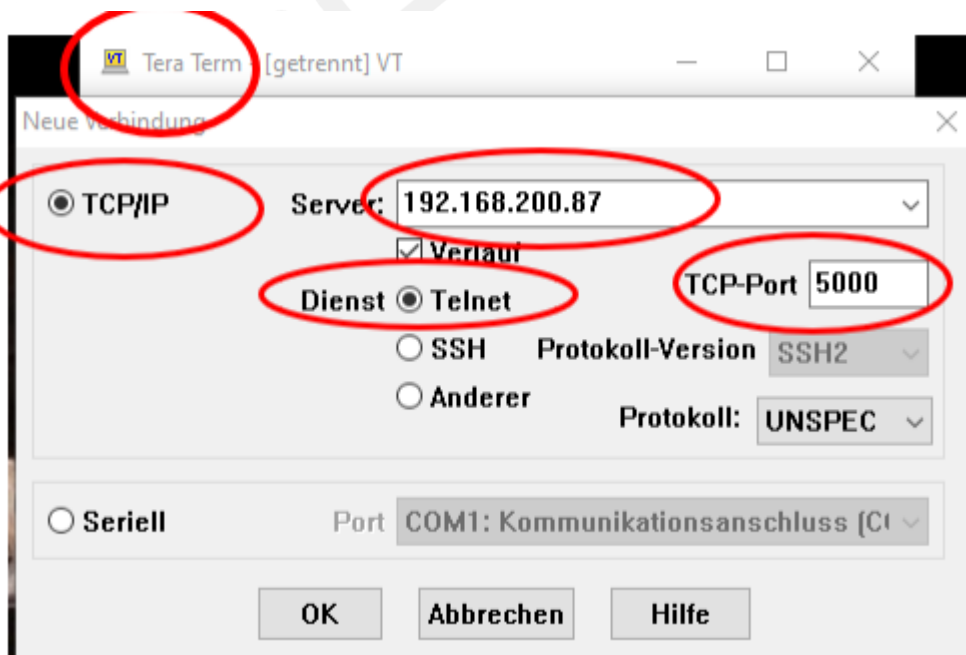 Tera Term - [getrennt] VT
Neue Verbindung
TCP/IP
Server: 192.168.200.87
Verlauf
TCP-Port 5000
Dienst Telnet
SSH Protokoll-Version SSH2
Anderer
Protokoll: UNSPEC
Seriell Port COM1: Kommunikationsanschluss (CO
OK Abbrechen Hilfe